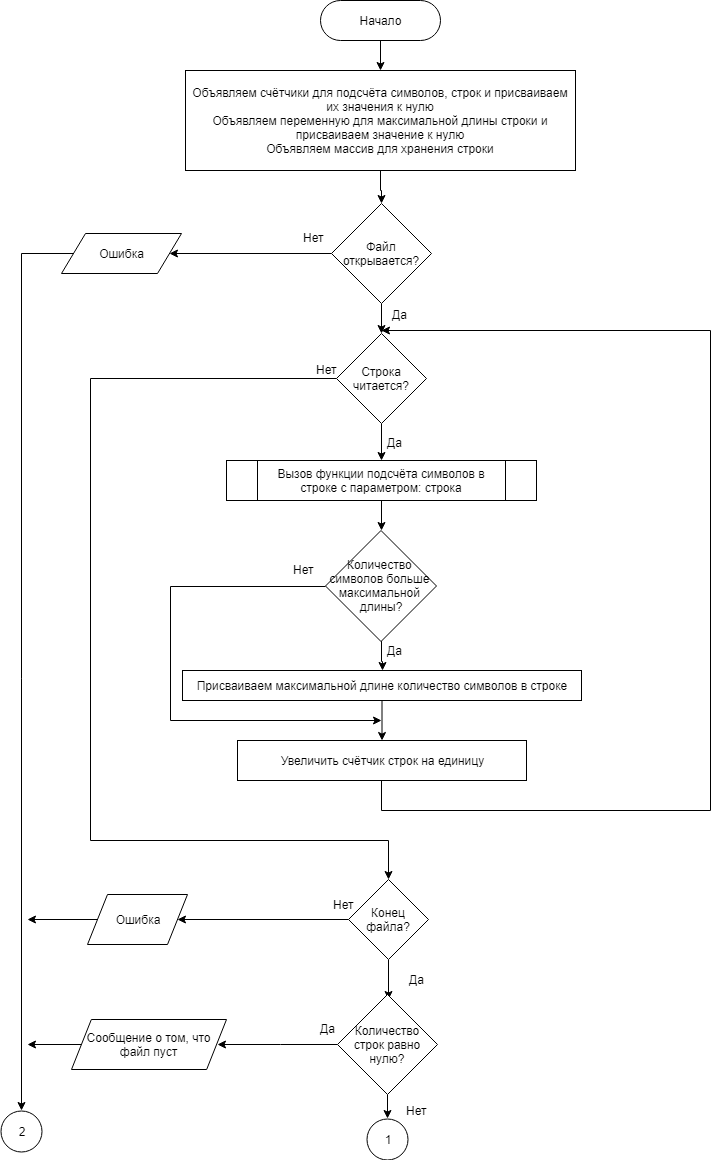 Начало
Объявляем счётчики для подсчёта символов, строк и присваиваем
их значения к нулю
Объявляем переменную для максимальной длины строки и
присваиваем значение к нулю
Объявляем массив для хранения строки
Нет
Ошибка
Файл
открывается?
Да
Нет
Строка
читается?
Да
Вызов функции подсчёта символов в
строке с параметром: строка
Нет
Количество
символов больше
максимальной
длины?
Да
Присваиваем максимальной длине количество символов в строке
Увеличить счётчик строк на единицу
Нет
Ошибка
Конец
файла?
Да
Да
Сообщение о том, что
файл пуст
Количество
строк равно
нулю?
Нет
2
1